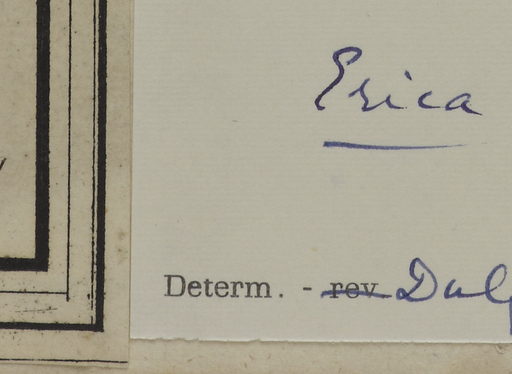 Erica
Determ. - rev